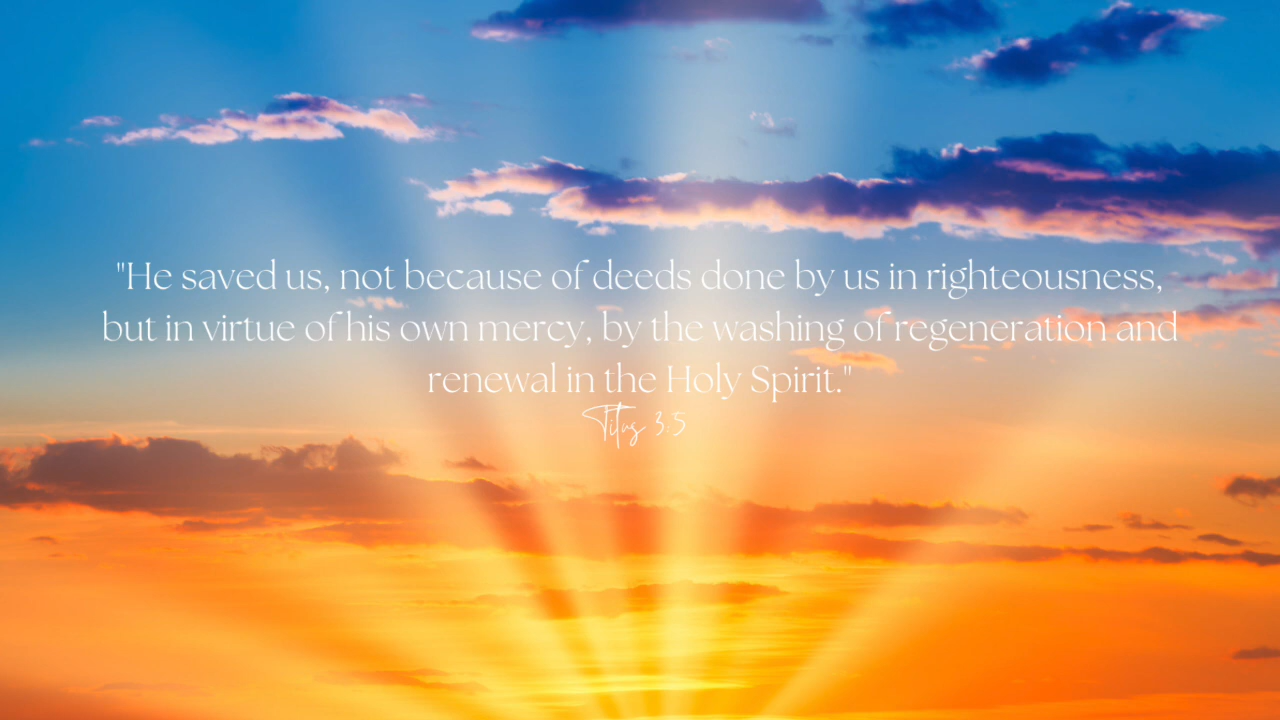 "He saved us, not because of deeds done by us in righteousness,
but in virtue of his own mercy, by the washing of regeneration and
renewal in the Holy Spirit."
Titus 3:5